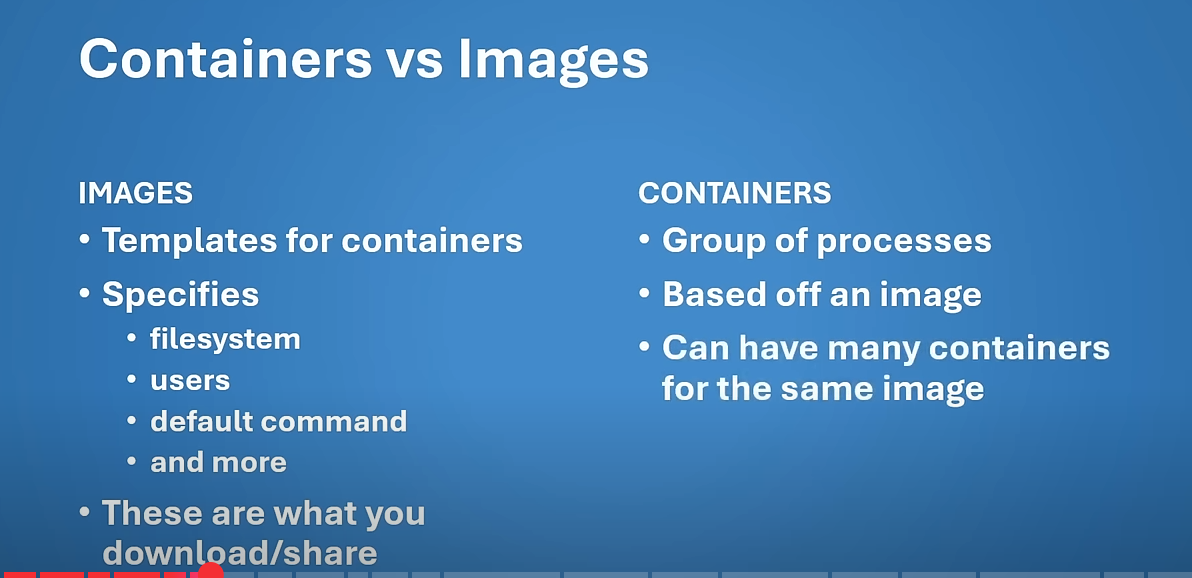 Containers vs Images
IMAGES
• Templates for containers
• Specifies
• filesystem
• users
• default command
• and more
• These are what you
download/share
CONTAINERS
• Group of processes
• Based off an image
• Can have many containers
for the same image